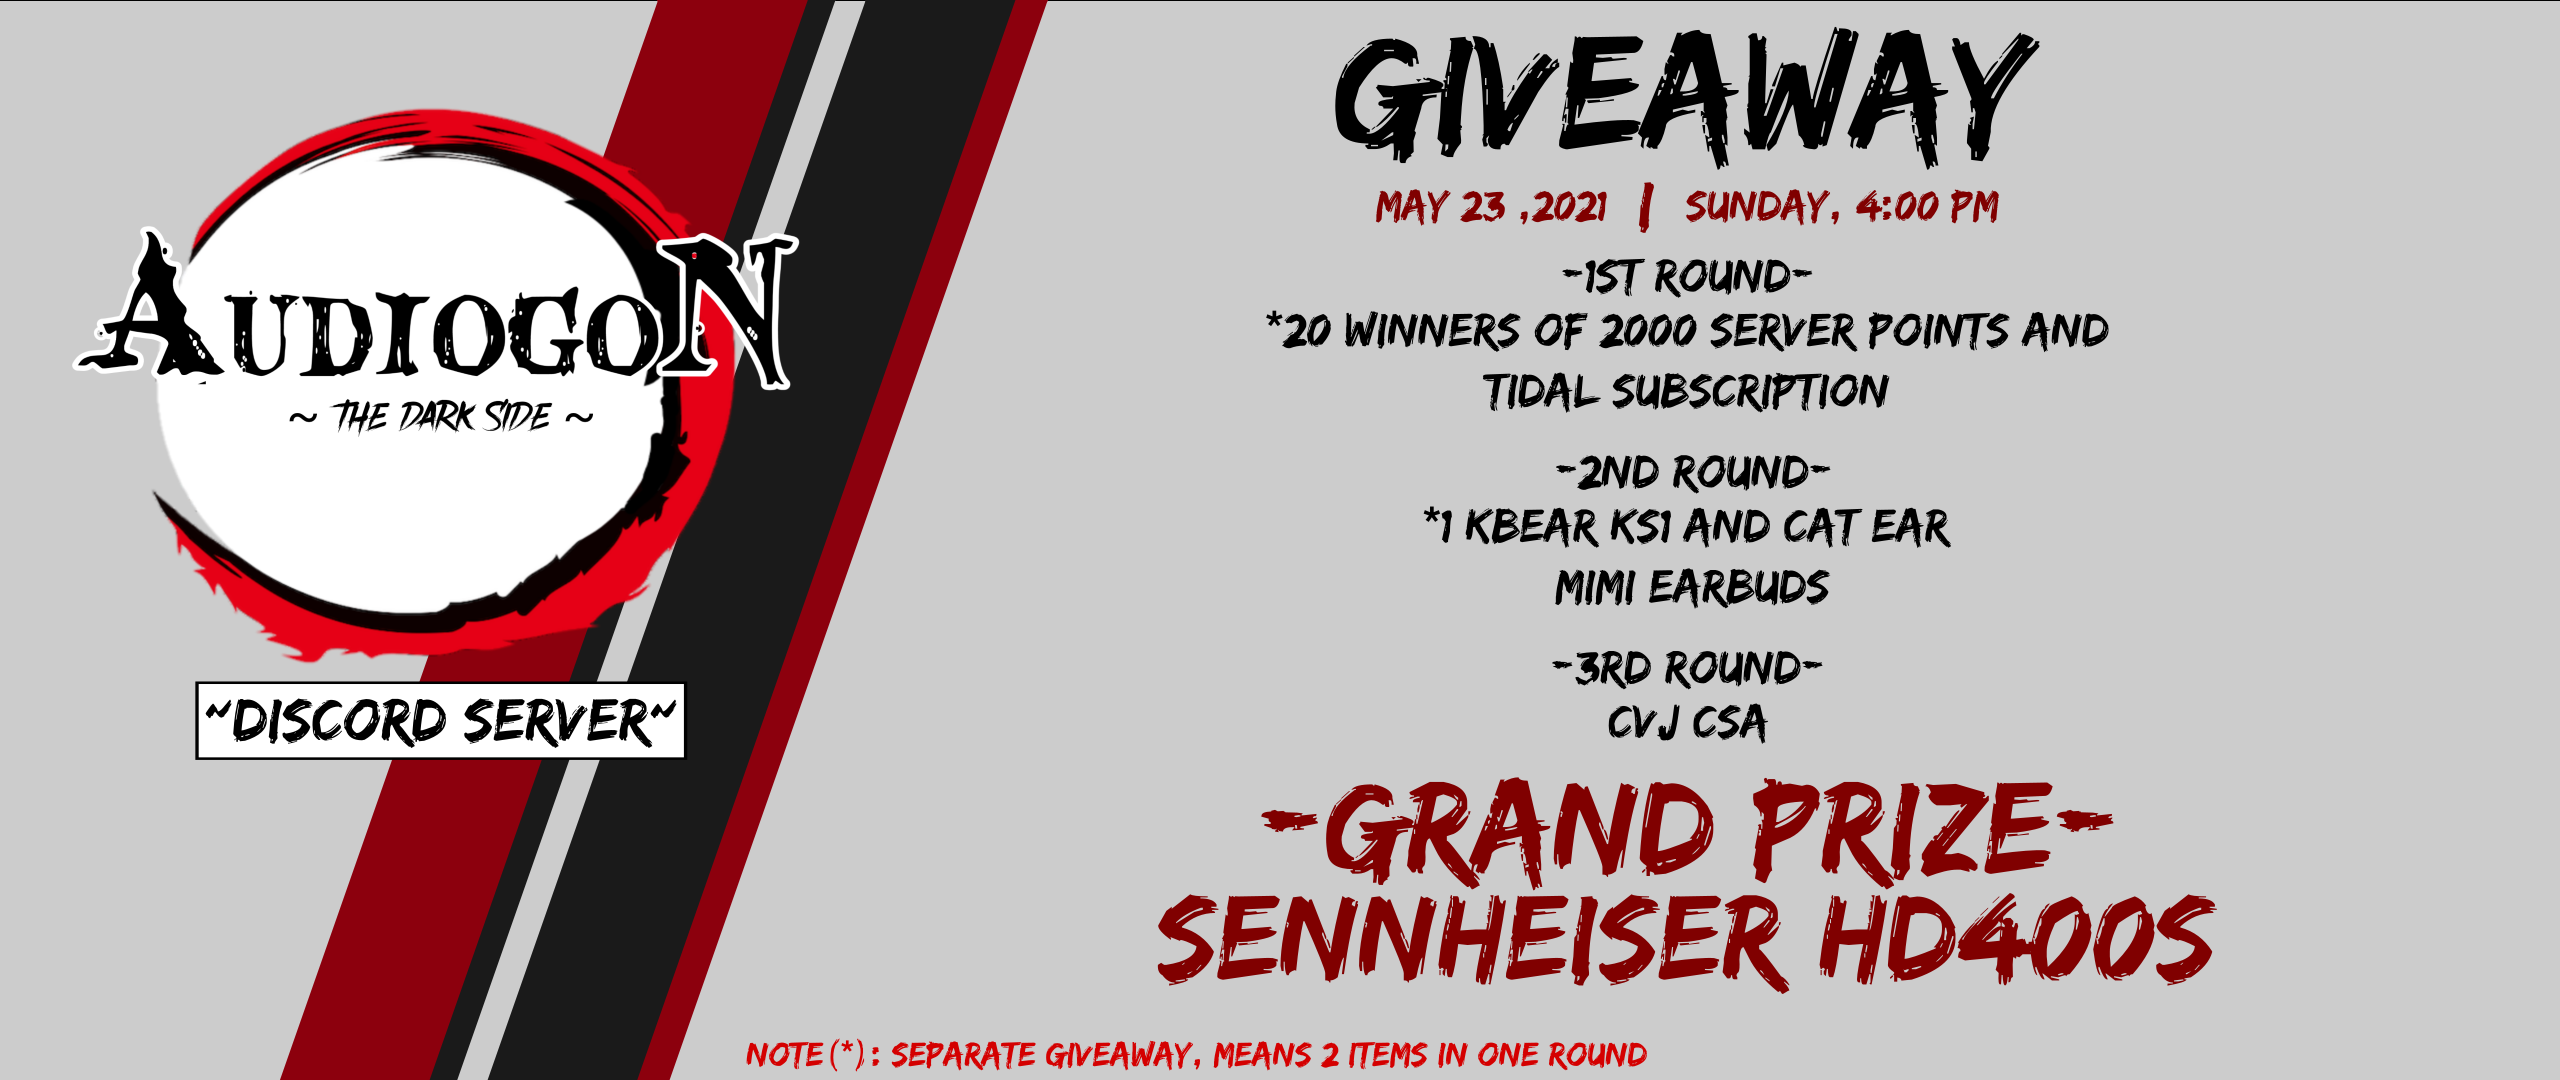 AUDIOGON
~ THE DARK SIDE ~
~DISCORD SERVER~
GIVEAWAY
MAY 23 ,2021 | SUNDAY, 4:00 PM
-1ST ROUND-
*20 WINNERS OF 2000 SERVER POINTS AND
TIDAL SUBSCRIPTION
-2ND ROUND-
*1 KBEAR KS1 AND CAT EAR
MIMI EARBUDS
-3RD ROUND-
CVJ CSA
-GRAND PRIZE-
SENNHEISER HD400S
NOTE(*): SEPARATE GIVEAWAY, MEANS 2 ITEMS IN ONE ROUND